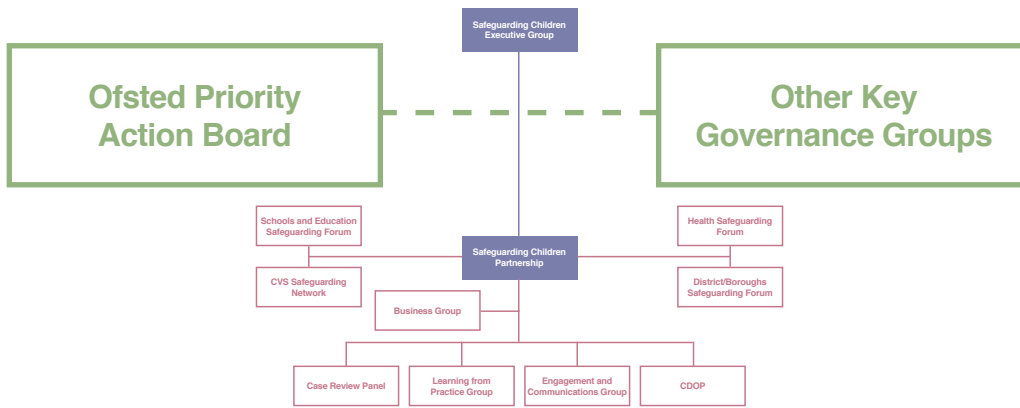 Safeguarding Children
Executive Group
Ofsted Priority
Action Board
Other Key
Governance Groups
Schools and Education
Safeguarding Forum
Health Safeguarding
Forum
Safeguarding Children
Partnership
CVS Safeguarding
Network
District/Boroughs
Safeguarding Forum
Business Group
Case Review Panel
Learning from
Practice Group
Engagement and
Communications Group
CDOP